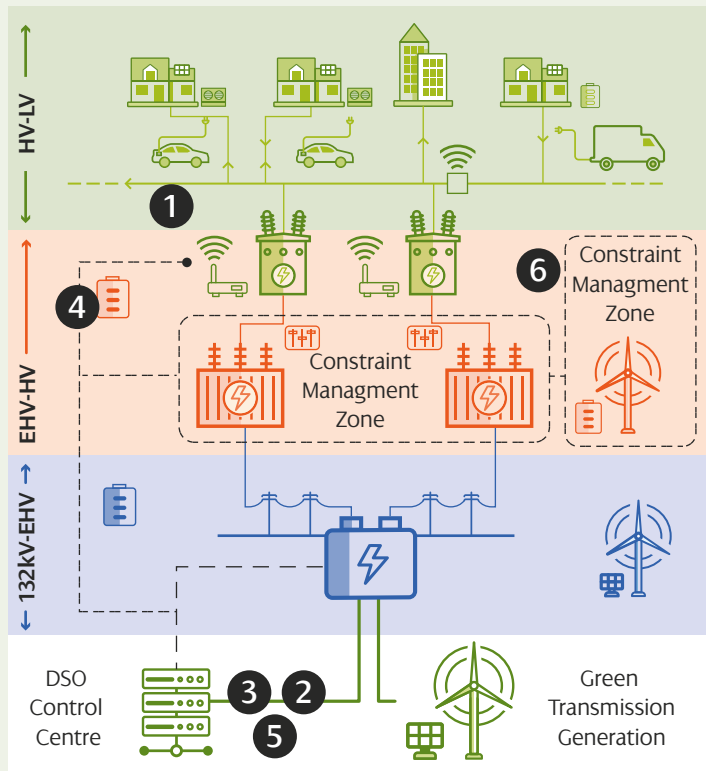 HV-LV
1
EHV-HV
4
6
Constraint
Managment
Zone
Constraint
Managment
Zone
132kV-EHV
DSO
Control
Centre
3
2
5
Green
Transmission
Generation